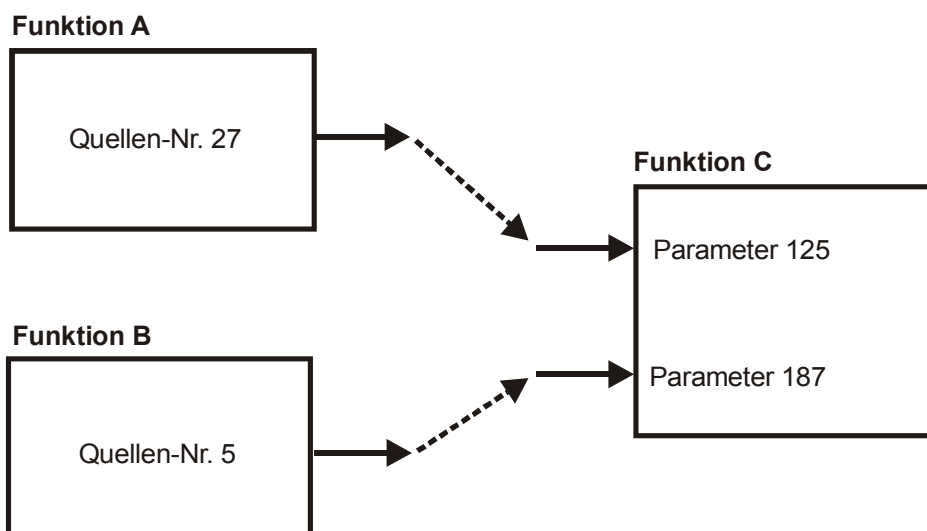 Funktion A
Quellen-Nr. 27
Funktion C
Parameter 125
Funktion B
Parameter 187
Quellen-Nr. 5